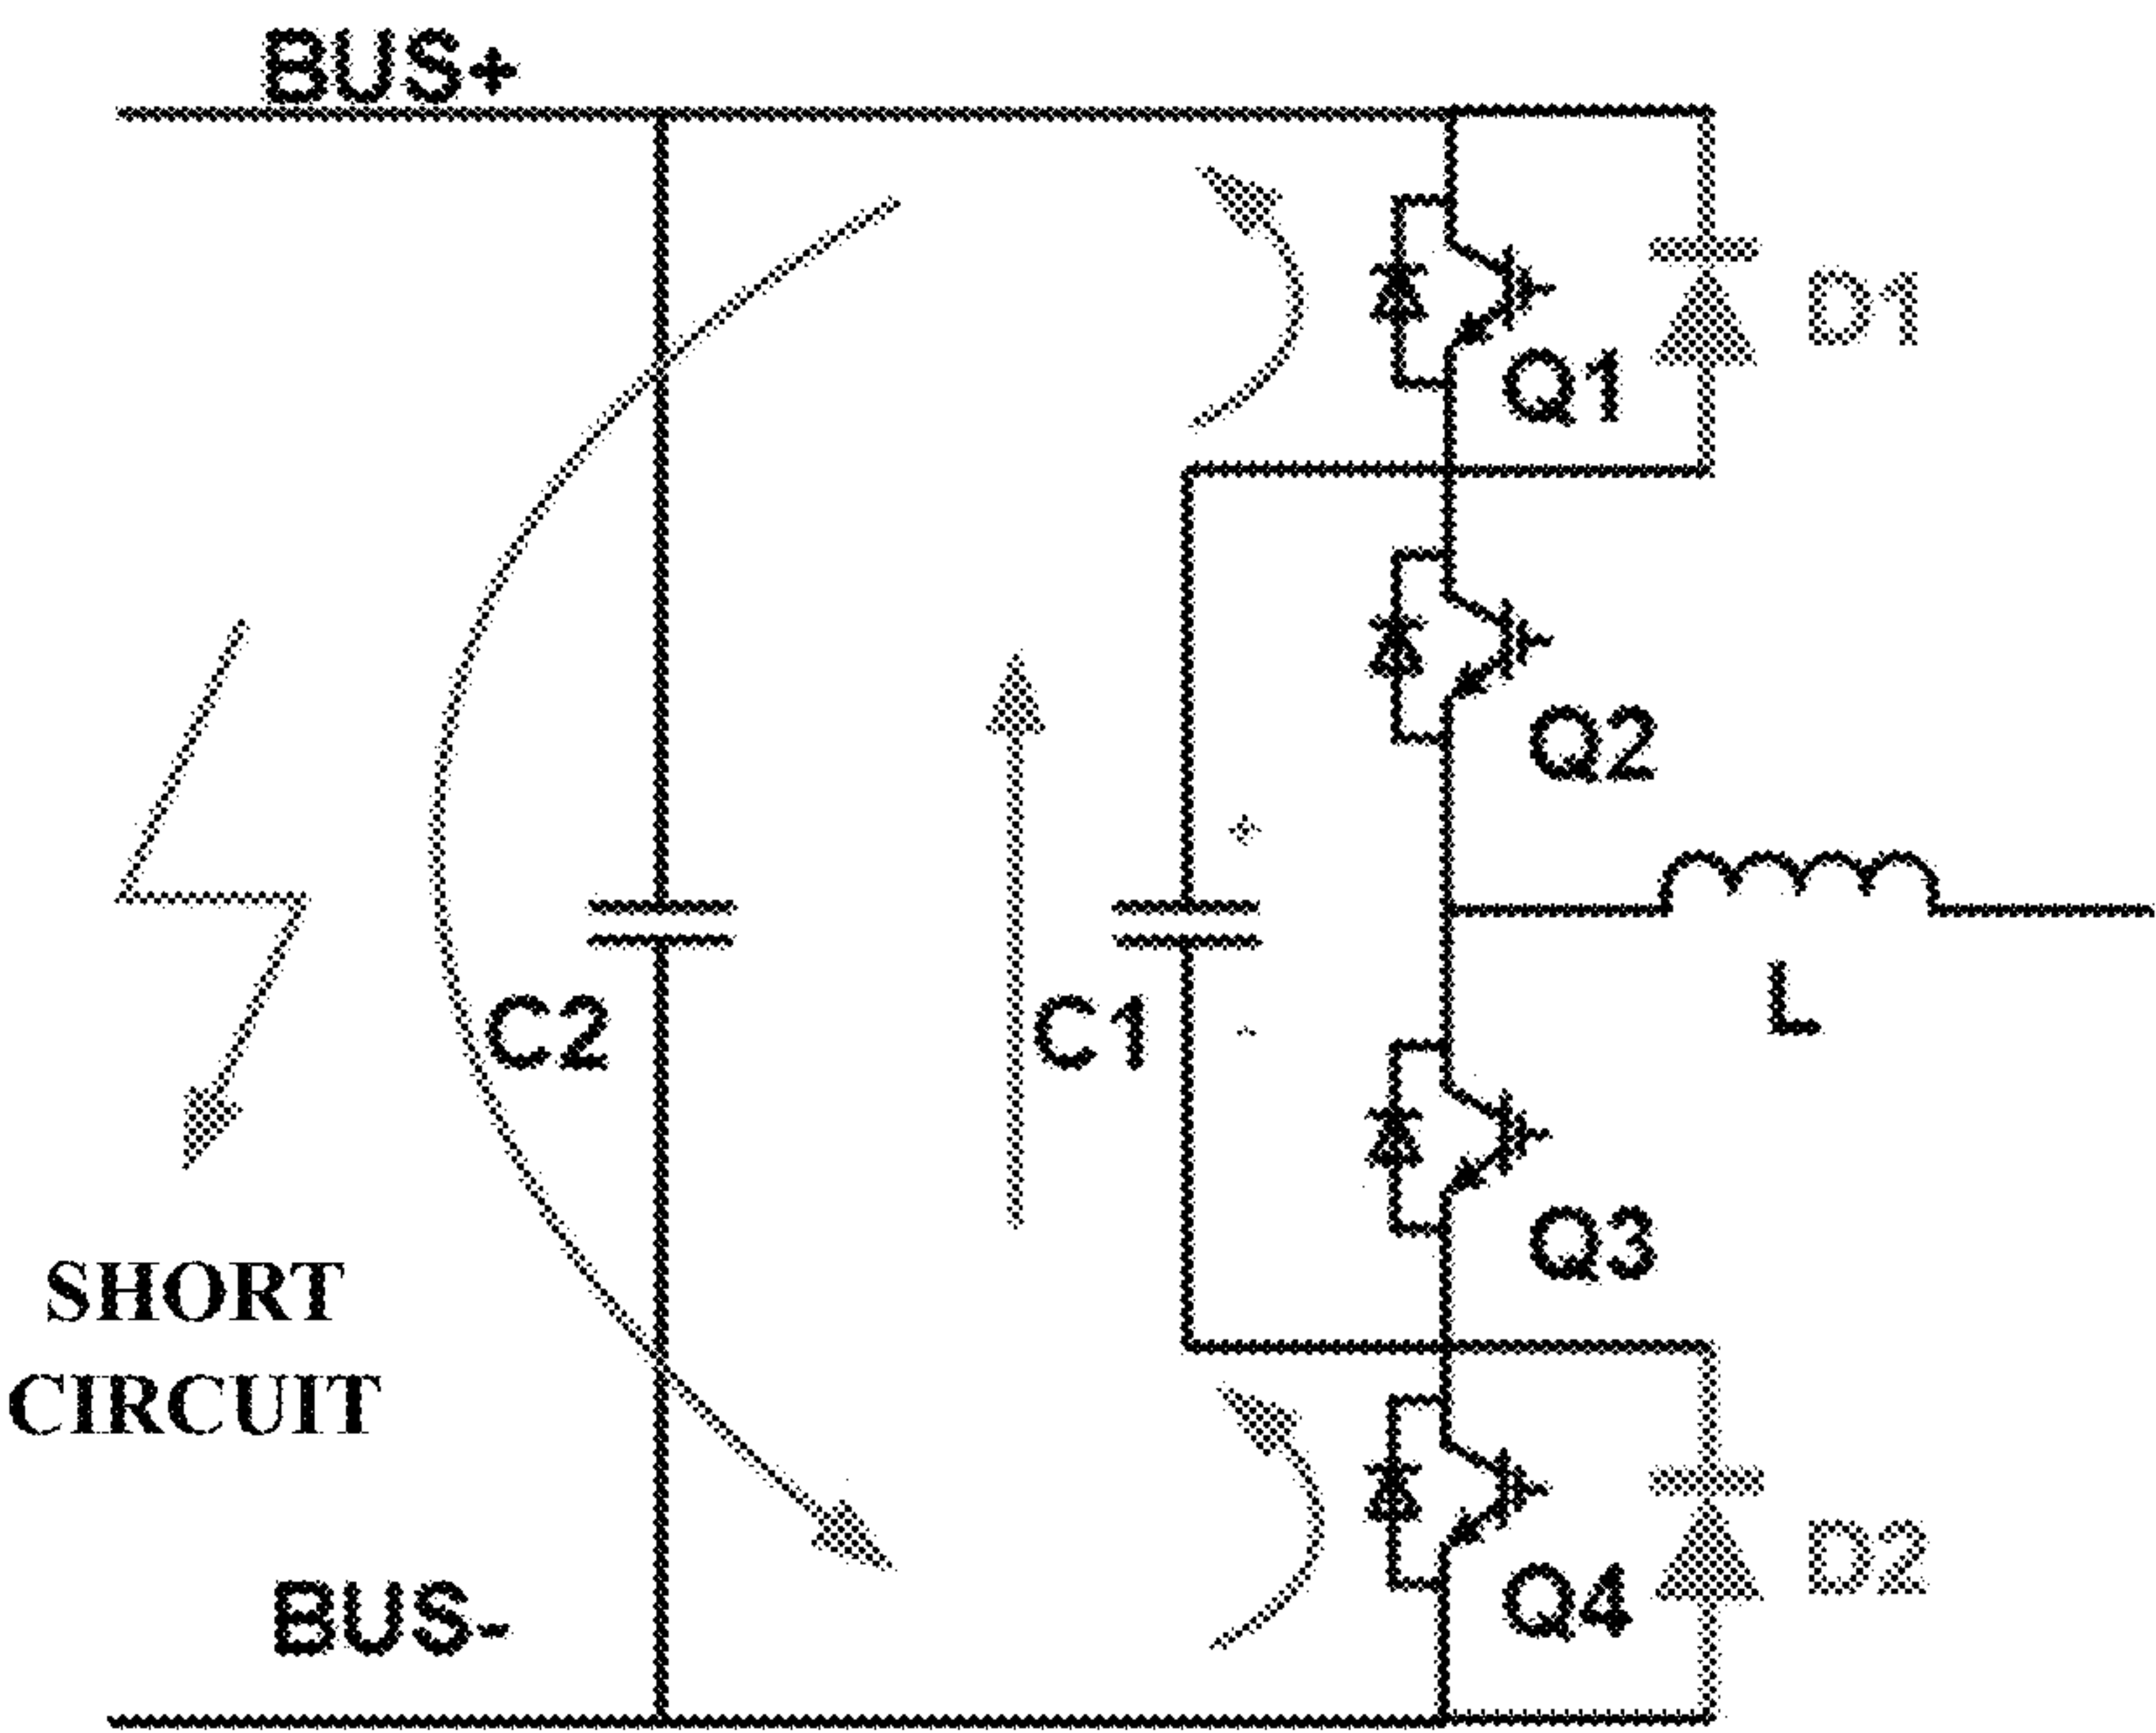 BUS+
D1
Q1
Q2
+
C2
C1
-
L
Q3
SHORT
CIRCUIT
Q4
D2
BUS-